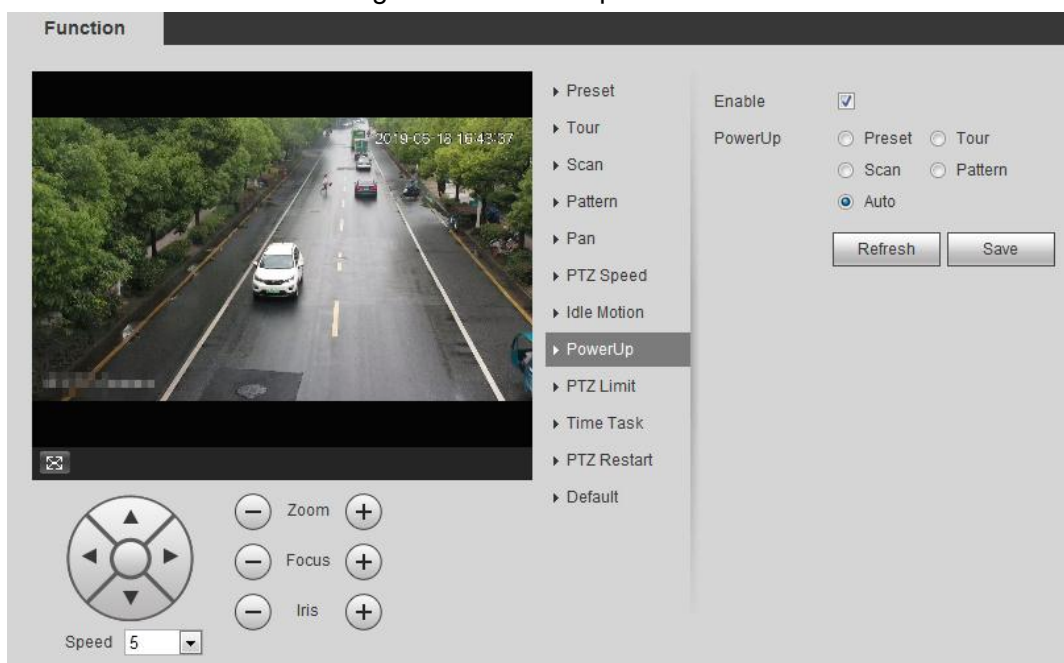 Function
2019-05-18 16:43:37
Preset
Tour
Scan
Pattern
Pan
PTZ Speed
Idle Motion
PowerUp
PTZ Limit
Time Task
PTZ Restart
Default
Enable
PowerUp
Preset Tour
Scan Pattern
Auto
Refresh Save
Zoom
Focus
Iris
Speed 5